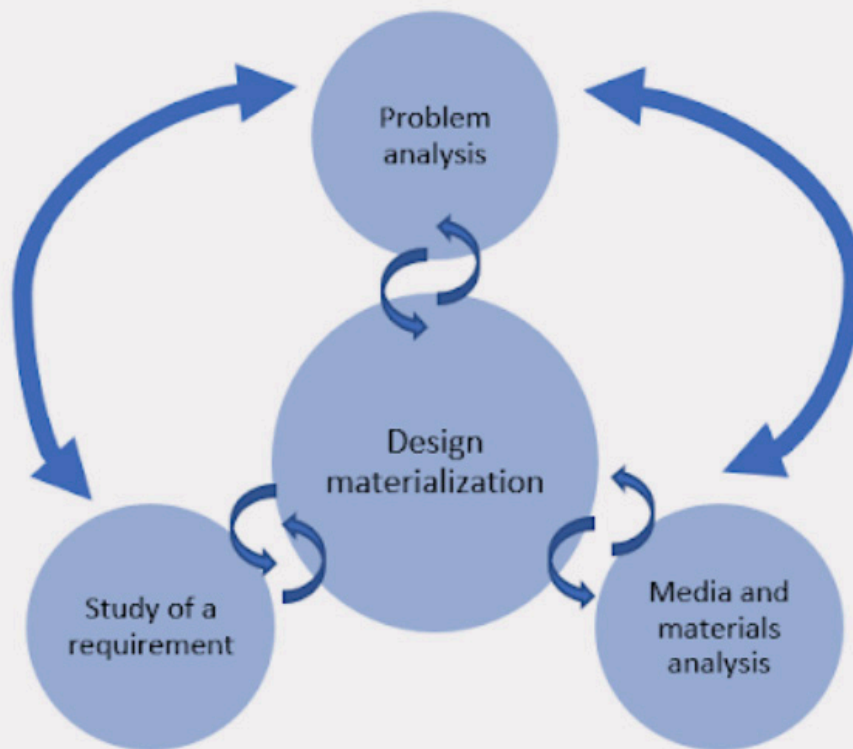 Problem
analysis
Design
materialization
Study of a
requirement
Media and
materials
analysis